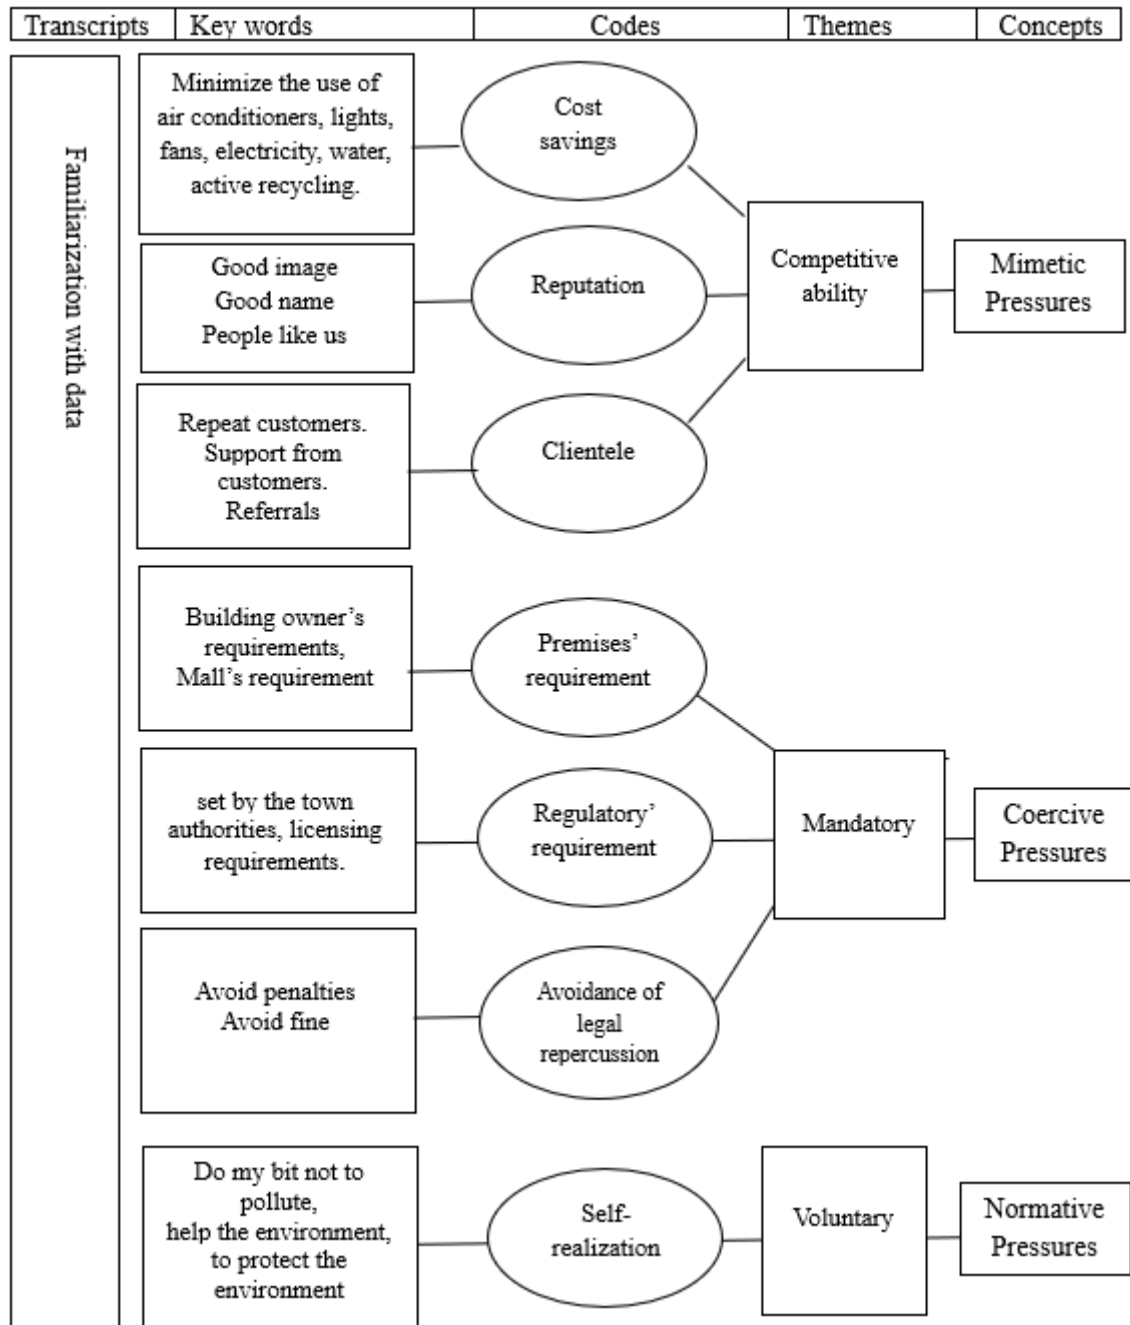 Transcripts
Key words
Codes
Themes
Concepts
Familiarization with data
Minimize the use of
air conditioners, lights,
fans, electricity, water,
active recycling.
Cost
savings
Good image
Good name
People like us
Reputation
Repeat customers.
Support from
customers.
Referrals
Clientele
Competitive
ability
Mimetic
Pressures
Building owner’s
requirements,
Mall’s requirement
Premises’
requirement
set by the town
authorities, licensing
requirements.
Regulatory’
requirement
Avoid penalties
Avoid fine
Avoidance of
legal
repercussion
Mandatory
Coercive
Pressures
Do my bit not to
pollute,
help the environment,
to protect the
environment
Self-
realization
Voluntary
Normative
Pressures